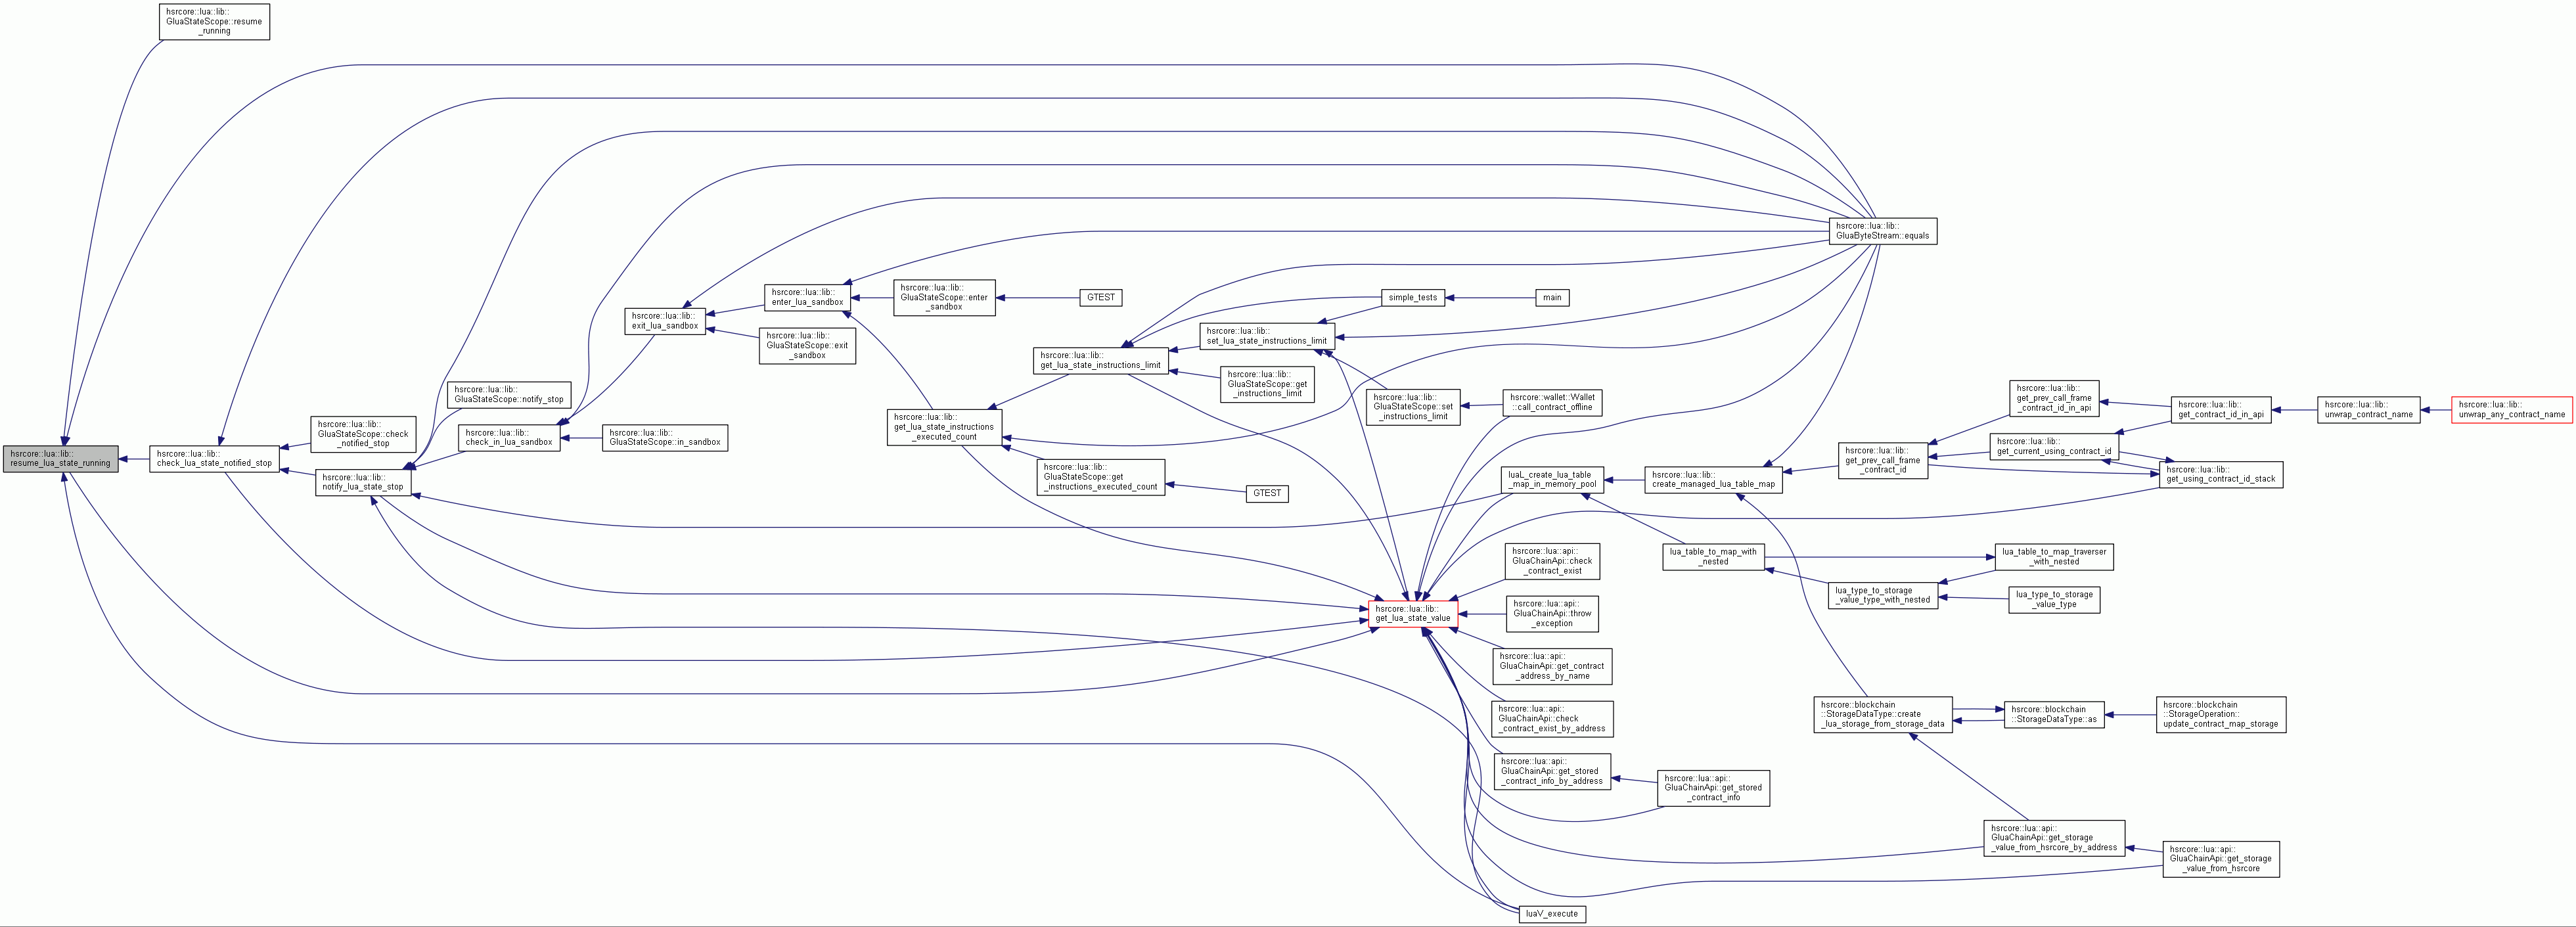 hsrcore::lua::lib::
GluaStateScope::resume
_running
hsrcore::lua::lib::
resume_lua_state_running
hsrcore::lua::lib::
check_lua_state_notified_stop
hsrcore::lua::lib::
GluaStateScope::check
_notified_stop
hsrcore::lua::lib::
notify_lua_state_stop
hsrcore::lua::lib::
GluaStateScope::notify_stop
hsrcore::lua::lib::
check_in_lua_sandbox
hsrcore::lua::lib::
GluaStateScope::in_sandbox
hsrcore::lua::lib::
exit_lua_sandbox
hsrcore::lua::lib::
enter_lua_sandbox
hsrcore::lua::lib::
GluaStateScope::exit
_sandbox
hsrcore::lua::lib::
GluaStateScope::enter
_sandbox
GTEST
hsrcore::lua::lib::
get_lua_state_instructions
_executed_count
hsrcore::lua::lib::
get_lua_state_instructions_limit
hsrcore::lua::lib::
GluaStateScope::get
_instructions_executed_count
GTEST
hsrcore::lua::lib::
set_lua_state_instructions_limit
hsrcore::lua::lib::
GluaStateScope::get
_instructions_limit
simple_tests
main
hsrcore::lua::lib::
GluaStateScope::set
_instructions_limit
hsrcore::wallet::Wallet
::call_contract_offline
hsrcore::lua::lib::
GluaByteStream::equals
luaL_create_lua_table
_map_in_memory_pool
hsrcore::lua::lib::
create_managed_lua_table_map
hsrcore::lua::lib::
get_prev_call_frame
_contract_id
hsrcore::lua::lib::
get_prev_call_frame
_contract_id_in_api
hsrcore::lua::lib::
get_current_using_contract_id
hsrcore::lua::lib::
get_contract_id_in_api
hsrcore::lua::lib::
get_using_contract_id_stack
hsrcore::lua::lib::
unwrap_contract_name
hsrcore::lua::lib::
unwrap_any_contract_name
lua_table_to_map_with
_nested
lua_table_to_map_traverser
_with_nested
lua_type_to_storage
_value_type_with_nested
lua_type_to_storage
_value_type
hsrcore::lua::lib::
get_lua_state_value
hsrcore::lua::api::
GluaChainApi::check
_contract_exist
hsrcore::lua::api::
GluaChainApi::throw
_exception
hsrcore::lua::api::
GluaChainApi::get_contract
_address_by_name
hsrcore::lua::api::
GluaChainApi::check
_contract_exist_by_address
hsrcore::lua::api::
GluaChainApi::get_stored
_contract_info_by_address
hsrcore::lua::api::
GluaChainApi::get_stored
_contract_info
hsrcore::blockchain
::StorageDataType::create
_lua_storage_from_storage_data
hsrcore::blockchain
::StorageDataType::as
hsrcore::blockchain
::StorageOperation::
update_contract_map_storage
hsrcore::lua::api::
GluaChainApi::get_storage
_value_from_hsrcore_by_address
hsrcore::lua::api::
GluaChainApi::get_storage
_value_from_hsrcore
luaV_execute